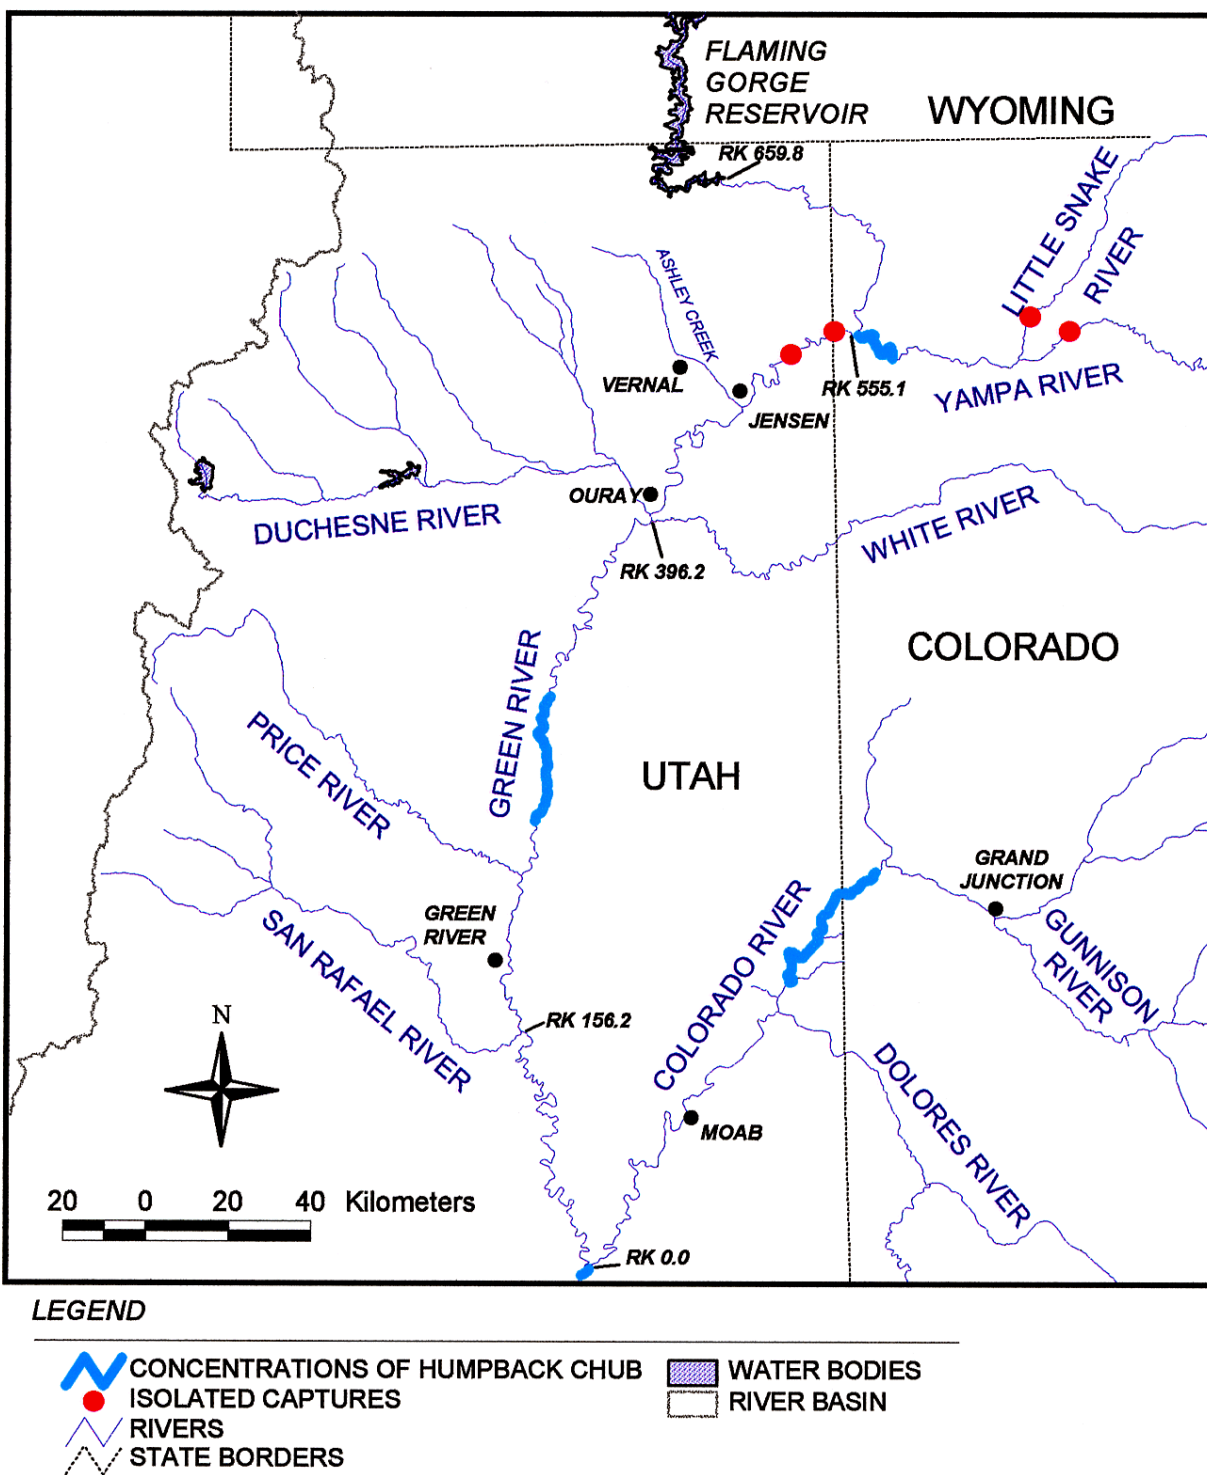 FLAMING
GORGE
RESERVOIR
WYOMING
RK 659.8
LITTLE SNAKE
RIVER
ASHLEY CREEK
VERNAL
JENSEN
RK 555.1
YAMPA RIVER
OURAY
DUCHESNE RIVER
WHITE RIVER
RK 396.2
COLORADO
GREEN RIVER
PRICE RIVER
UTAH
GRAND
JUNCTION
GREEN
RIVER
SAN RAFAEL RIVER
COLORADO RIVER
GUNNISON
RIVER
N
RK 156.2
DOLORES RIVER
MOAB
20 0 20 40 Kilometers
RK 0.0
LEGEND
CONCENTRATIONS OF HUMPBACK CHUB
WATER BODIES
ISOLATED CAPTURES
RIVER BASIN
RIVERS
STATE BORDERS